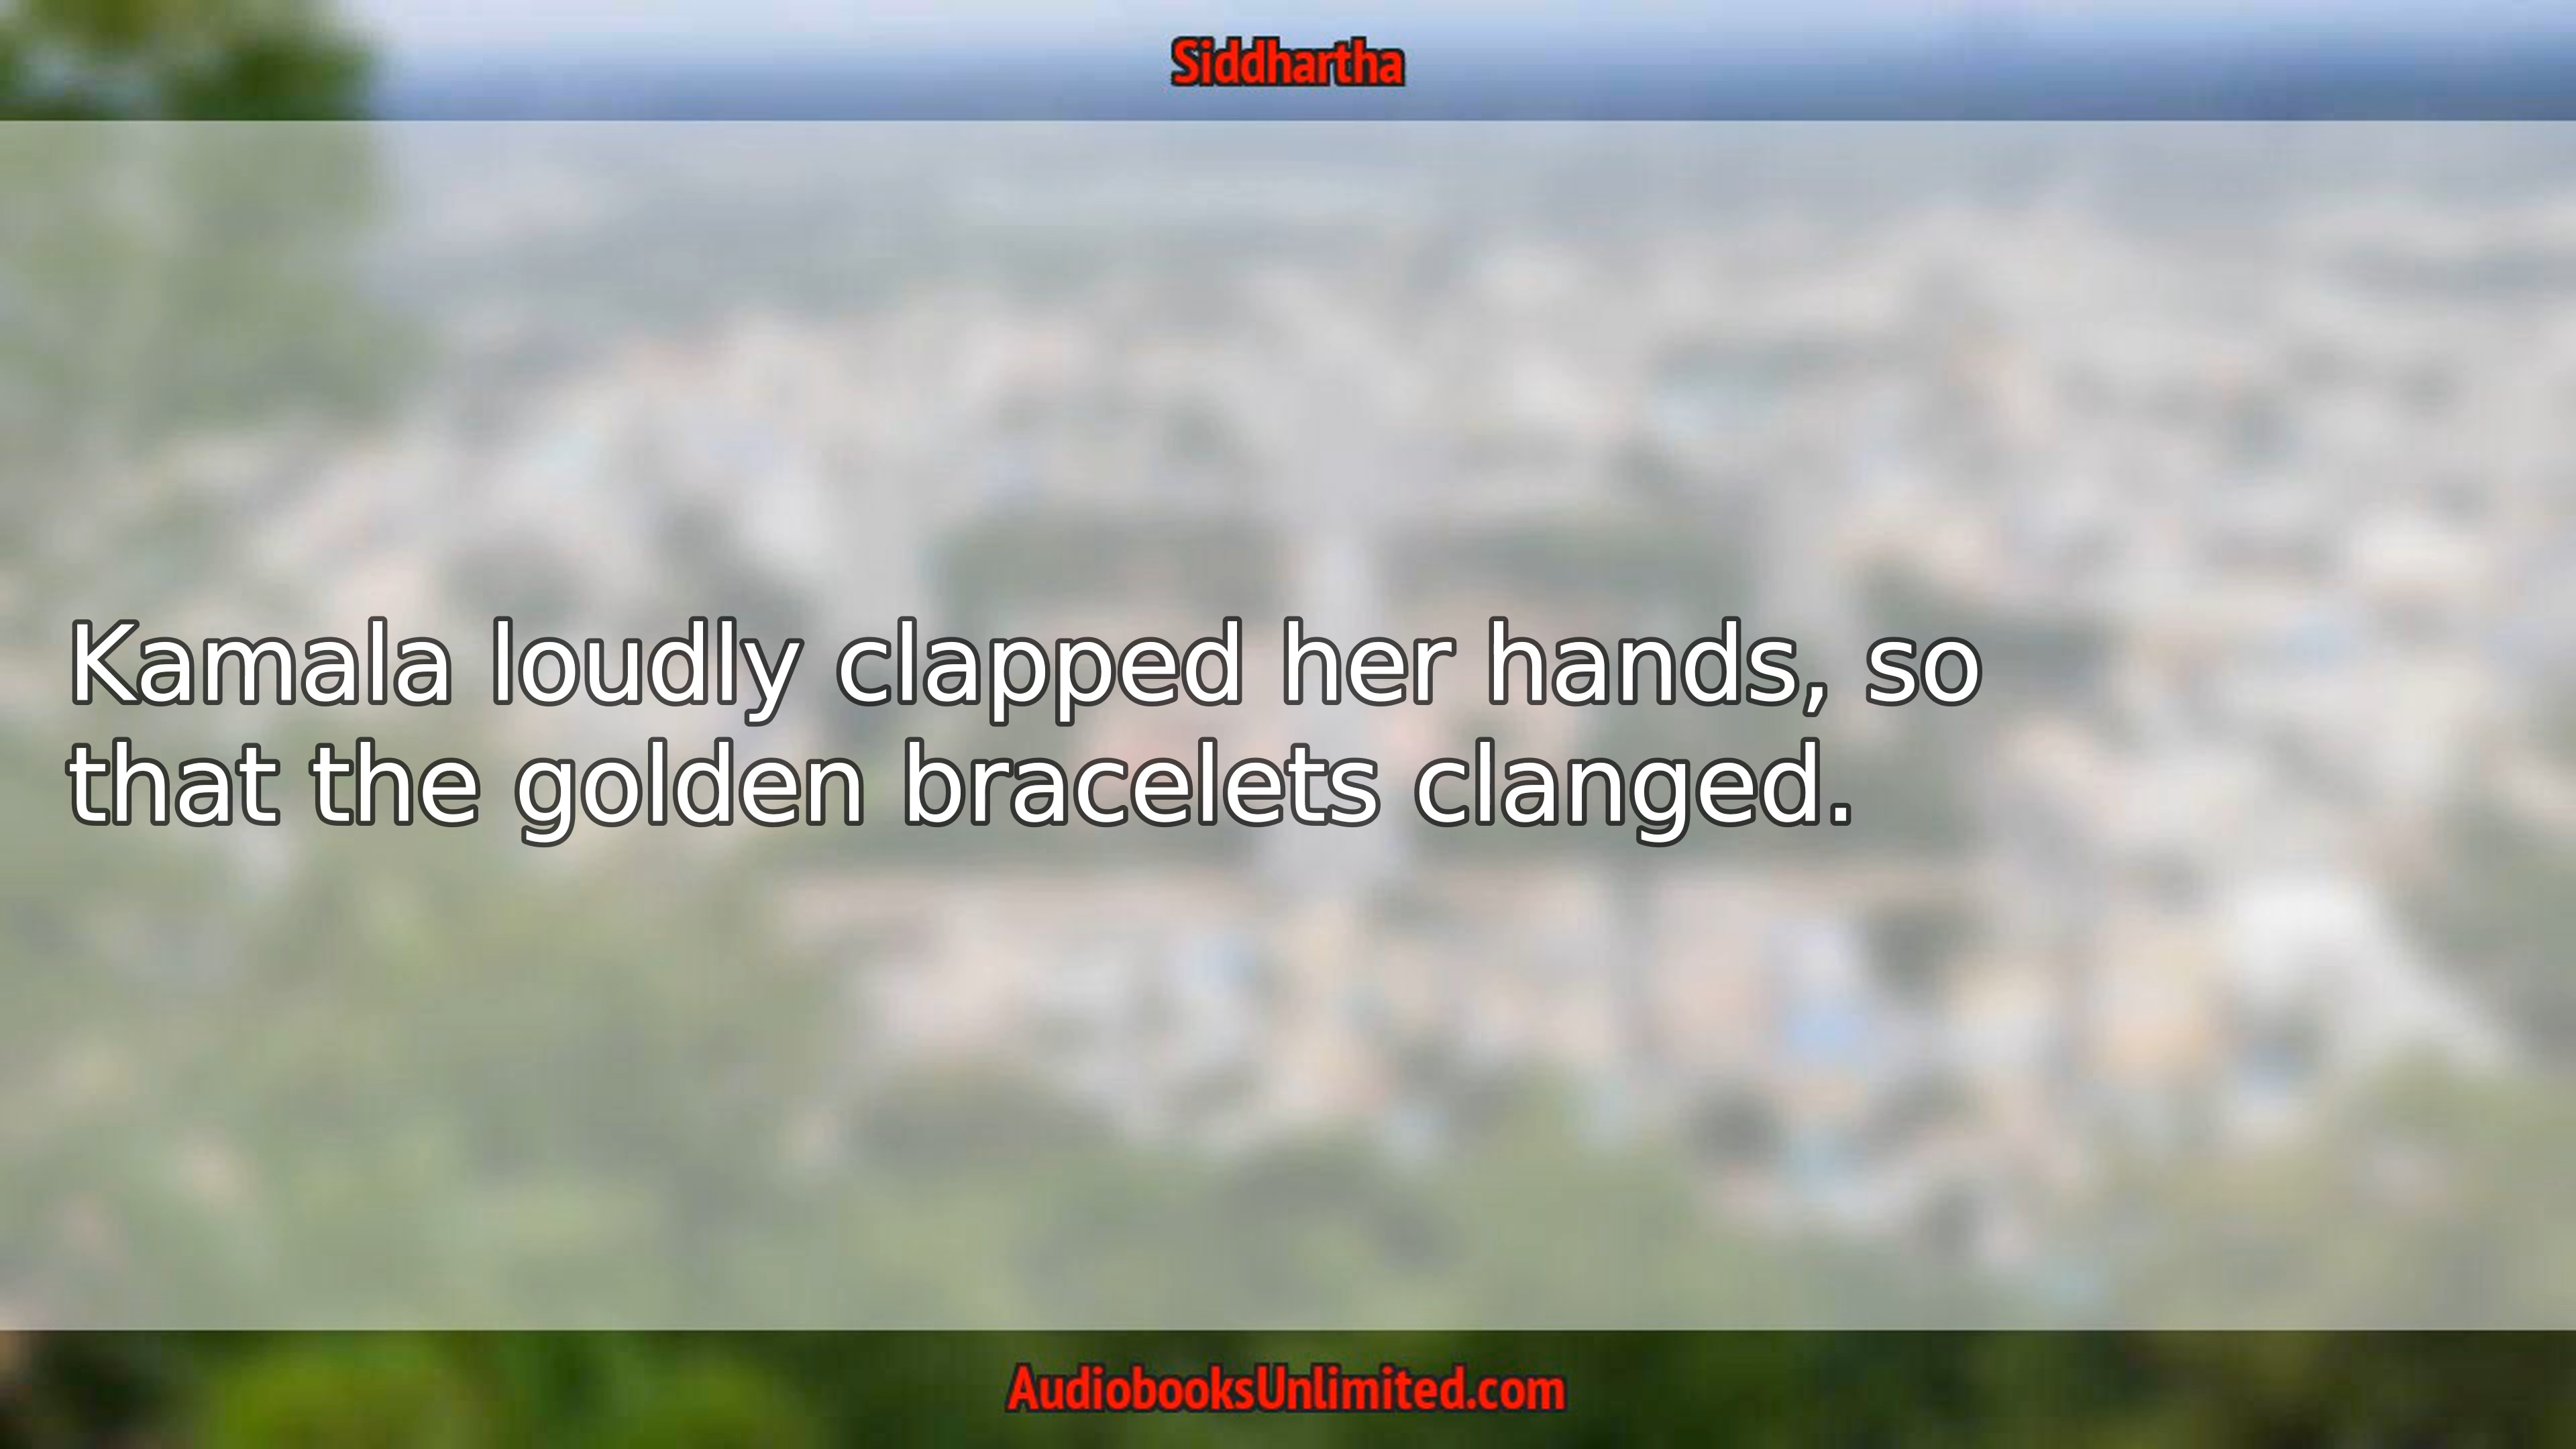 Siddhartha
Kamala loudly clapped her hands, so
that the golden bracelets clanged.
AudiobooksUnlimited.com